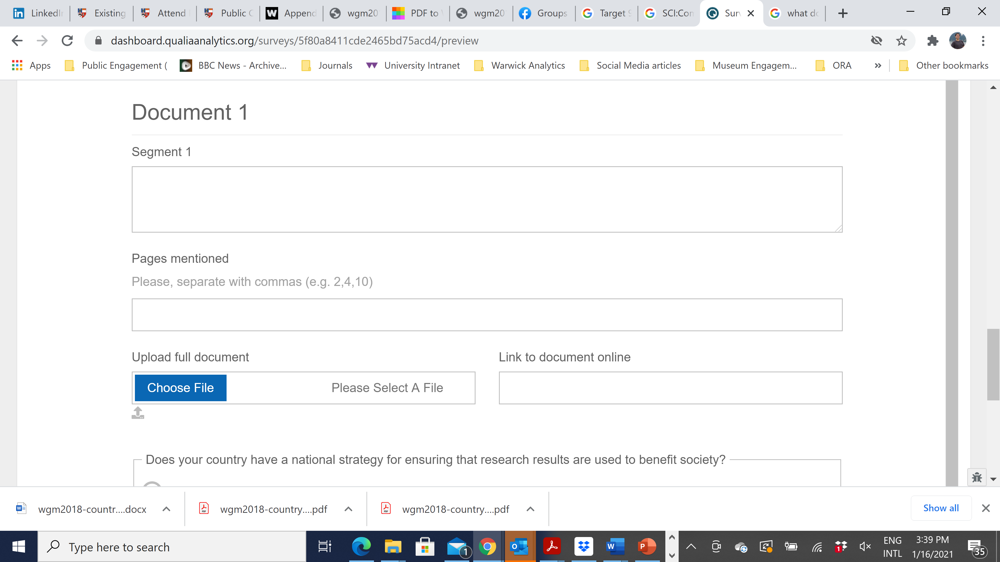 LinkedIn Existing Attend Public C Append wgm20 PDF to wgm20 Groups Target SCI:Con Surv what do
dashboard.qualiaanalytics.org/surveys/5f80a8411cde2465bd75acd4/preview
Apps Public Engagement ( BBC News - Archive... Journals University Intranet Warwick Analytics Social Media articles Museum Engagem... ORA » Other bookmarks
Document 1
Segment 1
Pages mentioned
Please, separate with commas (e.g. 2,4,10)
Upload full document Link to document online
Choose File Please Select A File
Does your country have a national strategy for ensuring that research results are used to benefit society?
wgm2018-countr....docx wgm2018-country....pdf wgm2018-country....pdf Show all
Type here to search 1 1 ENG 3:39 PM 35
INTL 1/16/2021